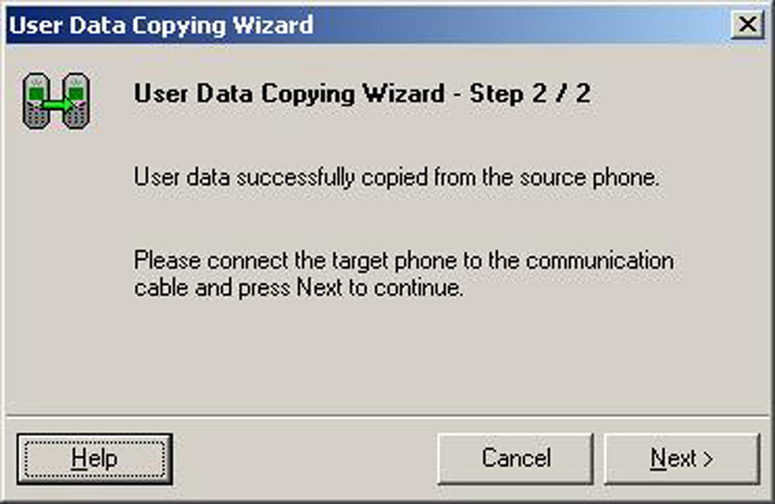 User Data Copying Wizard
User Data Copying Wizard - Step 2 / 2
User data successfully copied from the source phone.
Please connect the target phone to the communication
cable and press Next to continue.
Help
Cancel
Next >